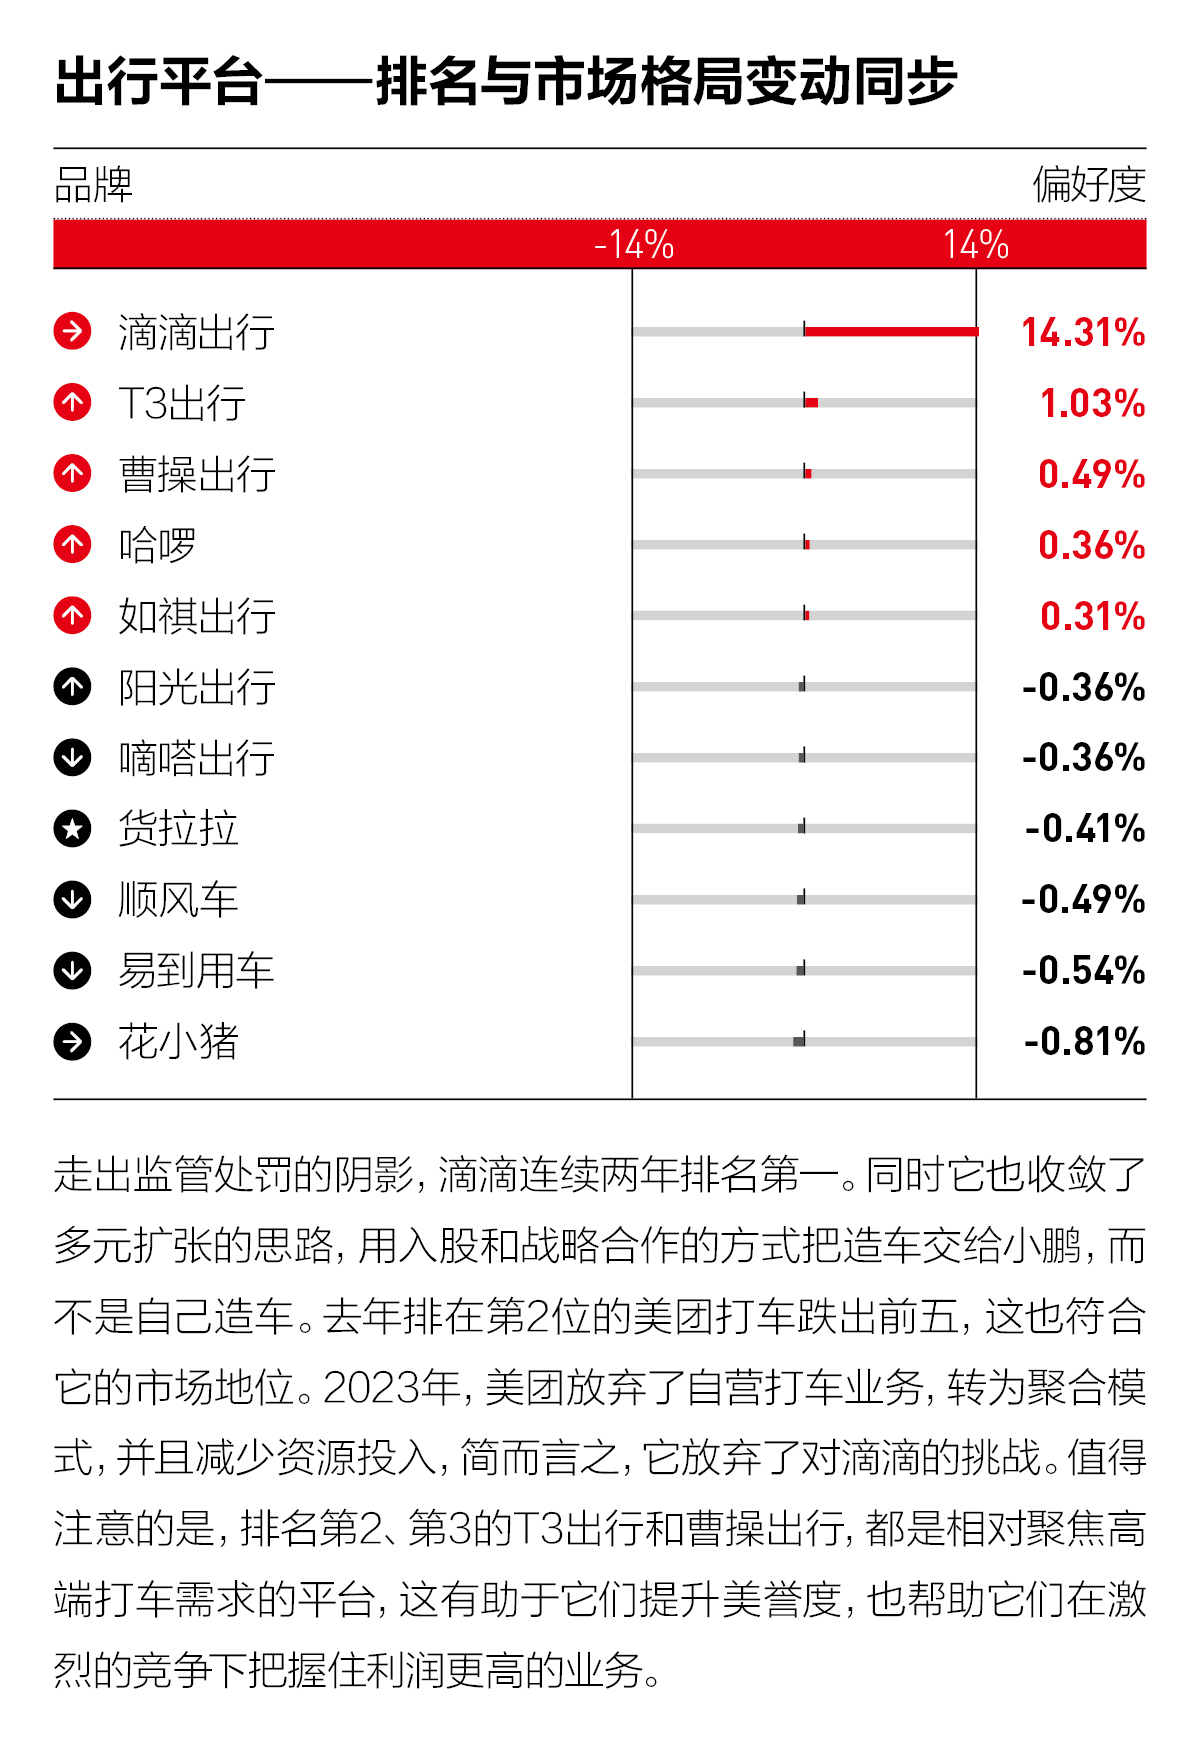 出行平台——排名与市场格局变动同步
品牌 偏好度
-14% 14%
滴滴出行 14.31%
T3出行 1.03%
曹操出行 0.49%
哈啰 0.36%
如祺出行 0.31%
阳光出行 -0.36%
嘀嗒出行 -0.36%
货拉拉 -0.41%
顺风车 -0.49%
易到用车 -0.54%
花小猪 -0.81%
走出监管处罚的阴影，滴滴连续两年排名第一。同时它也收敛了
多元扩张的思路，用入股和战略合作的方式把造车交给小鹏，而
不是自己造车。去年排在第2位的美团打车跌出前五，这也符合
它的市场地位。2023年，美团放弃了自营打车业务，转为聚合模
式，并且减少资源投入，简而言之，它放弃了对滴滴的挑战。值得
注意的是，排名第2、第3的T3出行和曹操出行，都是相对聚焦高
端打车需求的平台，这有助于它们提升美誉度，也帮助它们在激
烈的竞争下把握住利润更高的业务。